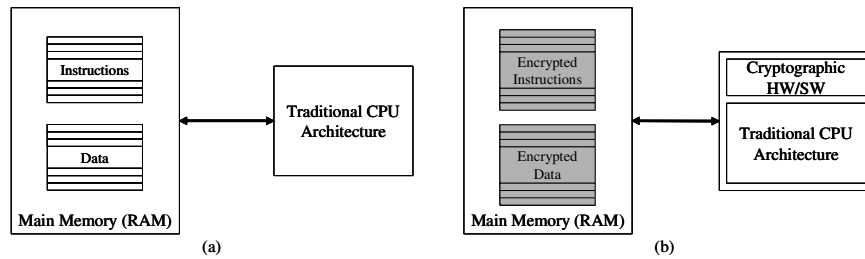 Instructions
Data
Main Memory (RAM)
Traditional CPU
Architecture
(a)
Encrypted
Instructions
Encrypted
Data
Main Memory (RAM)
Cryptographic
HW/SW
Traditional CPU
Architecture
(b)